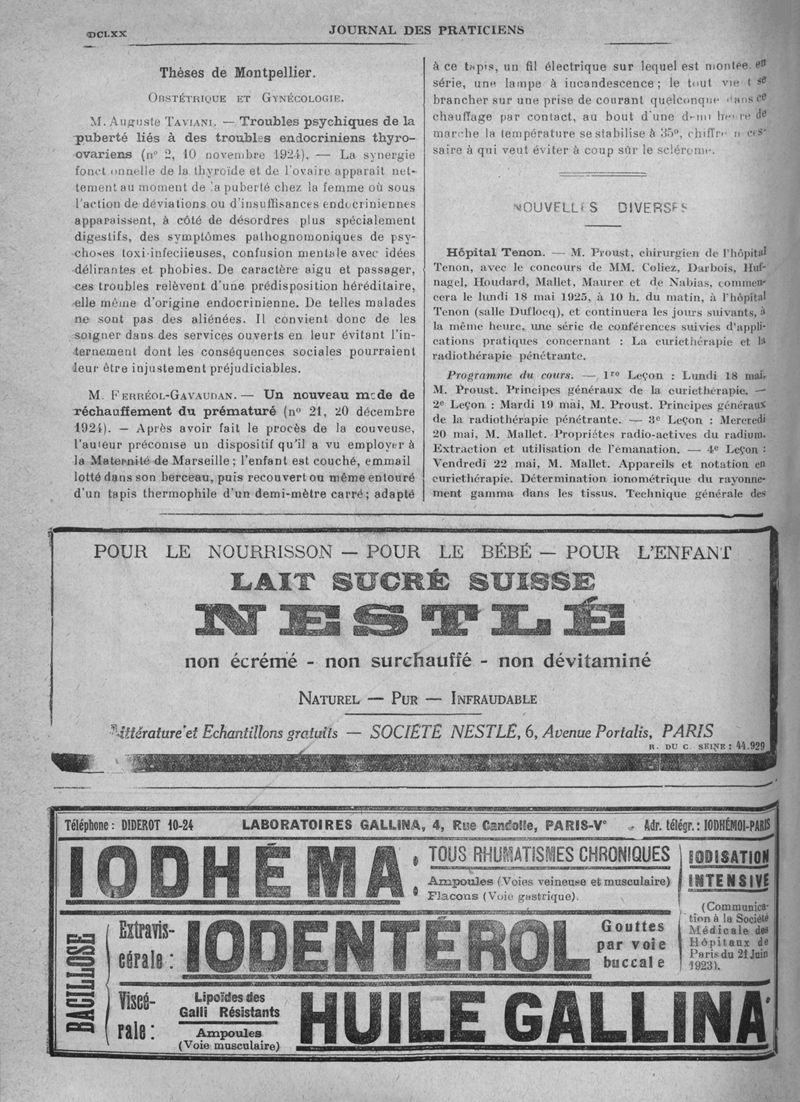 DCLXX
JOURNAL DES PRATICIENS
Thèses de Montpellier.
OBSTÉTRIQUE ET GYNÉCOLOGIE.
M. Auguste TAVIANI. — Troubles psychiques de la
puberté liés à des troubles endocriniens thyro-
ovariens (n° 2, 10 novembre 1924). — La synergie
fonctionnelle de la thyroïde et de l'ovaire apparaît net-
tement au moment de la puberté chez la femme où sous
l'action de déviations ou d'insuffisances endocriniennes
apparaissent, à côté de désordres plus spécialement
digestifs, des symptômes pathognomoniques de psy-
choses toxi-infectieuses, confusion mentale avec idées
délirantes et phobies. De caractère aigu et passager,
ces troubles relèvent d'une prédisposition héréditaire,
elle même d'origine endocrinienne. De telles malades
ne sont pas des aliénées. Il convient donc de les
soigner dans des services ouverts en leur évitant l'in-
ternement dont les conséquences sociales pourraient
leur être injustement préjudiciables.
M. FERRÉOL-GAVAUDAN. — Un nouveau mode de
réchauffement du prématuré (n° 21, 20 décembre
1924). — Après avoir fait le procès de la couveuse,
l'auteur préconise un dispositif qu'il a vu employer à
la Maternité de Marseille ; l'enfant est couché, emmail
lotté dans son berceau, puis recouvert ou même entouré
d'un tapis thermophile d'un demi-mètre carré ; adapté
à ce tapis, un fil électrique sur lequel est montée, en
série, une lampe à incandescence ; le tout vient se
brancher sur une prise de courant quelconque dans ce
chauffage par contact, au bout d'une demi heure de
marche la température se stabilise à 35°, chiffre néces-
saire à qui veut éviter à coup sûr le sclérome.
NOUVELLES DIVERSES
Hôpital Tenon. — M. Proust, chirurgien de l'hôpital
Tenon, avec le concours de MM. Coliez, Darbois, Huf-
nagel, Houdard, Mallet, Maurer et de Nabias, commen-
cera le lundi 18 mai 1925, à 10 h. du matin, à l'hôpital
Tenon (salle Duflocq), et continuera les jours suivants, à
la même heure, une série de conférences suivies d'appli-
cations pratiques concernant : La curiethérapie et la
radiothérapie pénétrante.
Programme du cours. — 1re Leçon : Lundi 18 mai,
M. Proust. Principes généraux de la curiethérapie. —
2e Leçon : Mardi 19 mai, M. Proust. Principes généraux
de la radiothérapie pénétrante. — 3e Leçon : Mercredi
20 mai, M. Mallet. Propriétes radio-actives du radium.
Extraction et utilisation de l'émanation. — 4e Leçon :
Vendredi 22 mai, M. Mallet. Appareils et notation en
curiethérapie. Détermination ionométrique du rayonne-
ment gamma dans les tissus. Technique générale des
POUR LE NOURRISSON — POUR LE BÉBÉ — POUR L'ENFANT
LAIT SUCRÉ SUISSE
NESTLÉ
non écrémé - non surchauffé - non dévitaminé
NATUREL — PUR — INFRAUDABLE
Littérature et Echantillons gratuits — SOCIÉTÉ NESTLÉ, 6, Avenue Portalis, PARIS
R. DU C. SEINE : 44.929
Téléphone : DIDEROT 10-24 LABORATOIRES GALLINA, 4, Rue Candolle, PARIS-Ve - Adr. télégr. : IODHÉMOI-PARIS
IODHÉMA :
TOUS RHUMATISMES CHRONIQUES
Ampoules (Voies veineuse et musculaire)
Flacons (Voie gastrique).
IODISATION
INTENSIVE
(Communica-
tion à la Société
Médicale des
Hôpitaux de
Paris du 21 Juin
1923).
BACILLOSE
Extravis-
cérale :
IODENTÉROL
Gouttes
par voie
buccale
Viscé-
rale :
Lipoïdes des
Galli Résistants
Ampoules
(Voie musculaire)
HUILE GALLINA